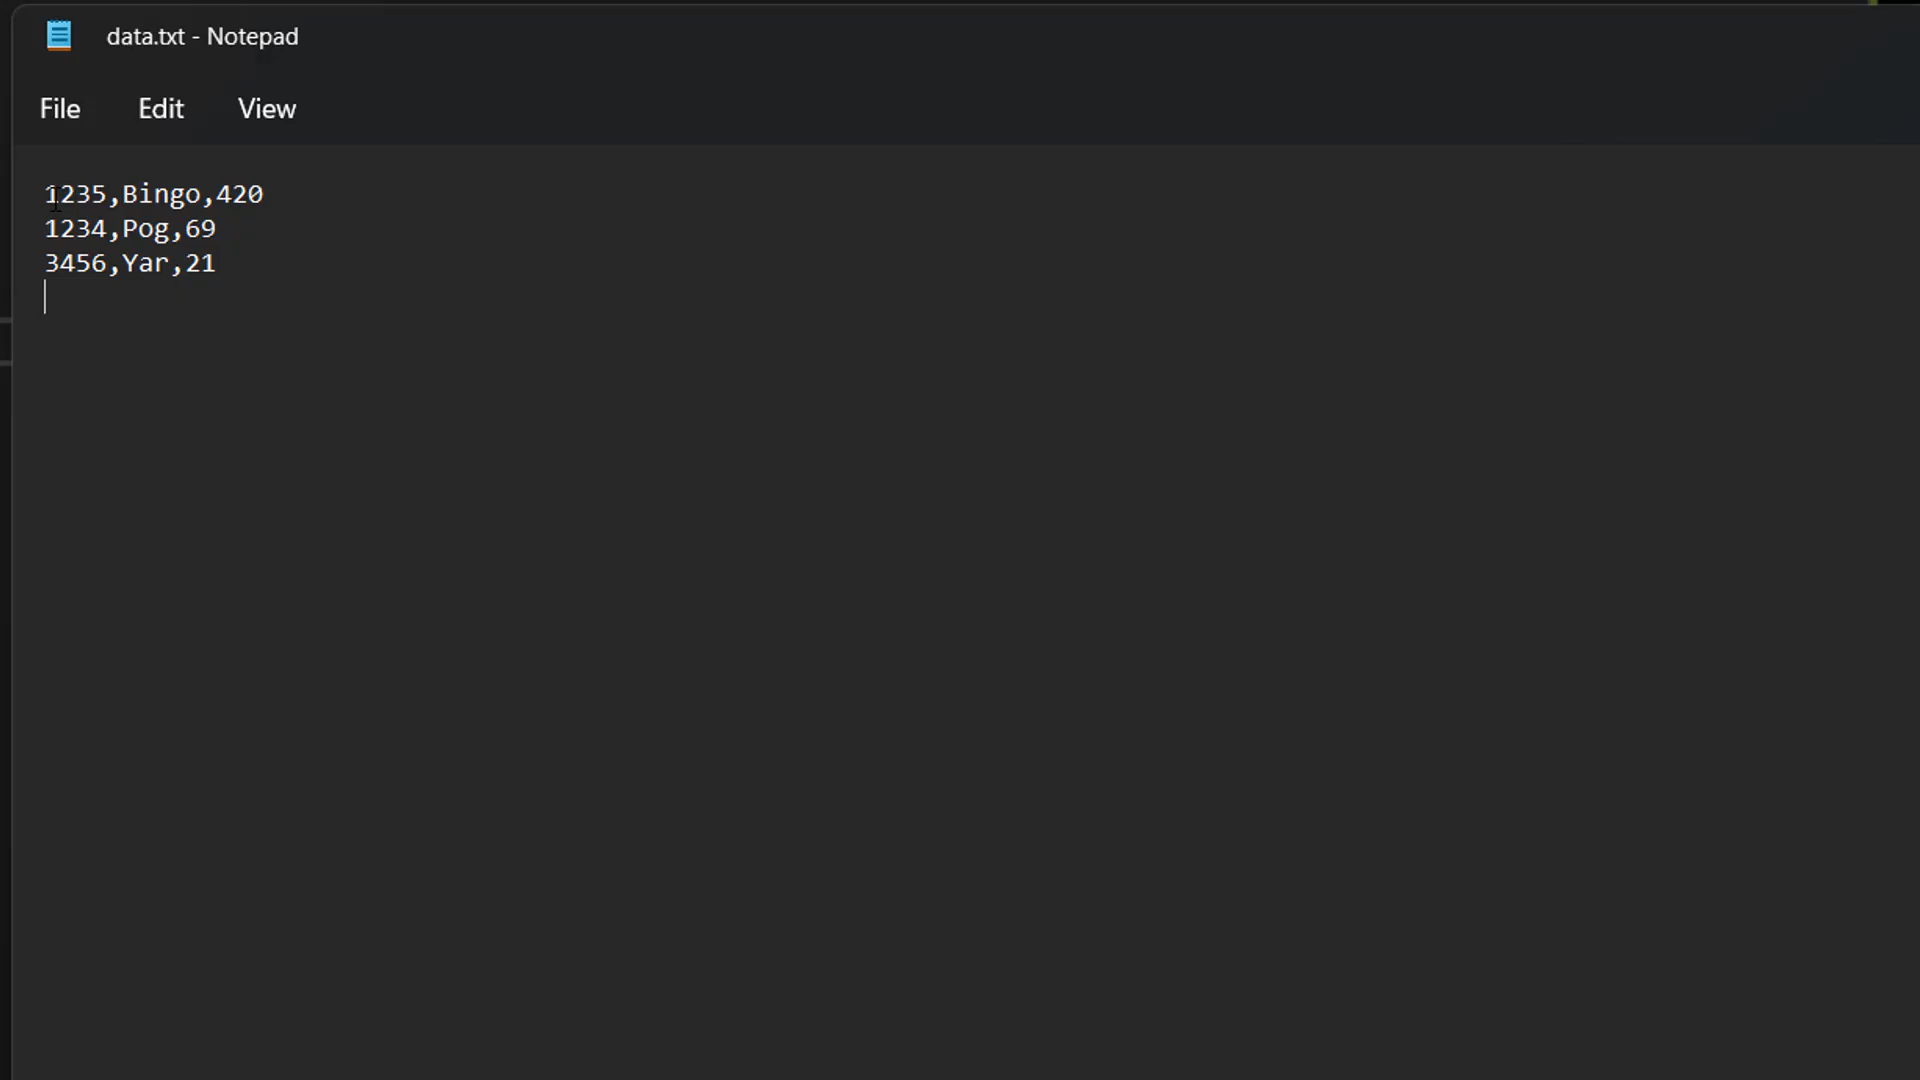 data.txt - Notepad
File Edit View
1235,Bingo,420
1234,Pog,69
3456,Yar,21